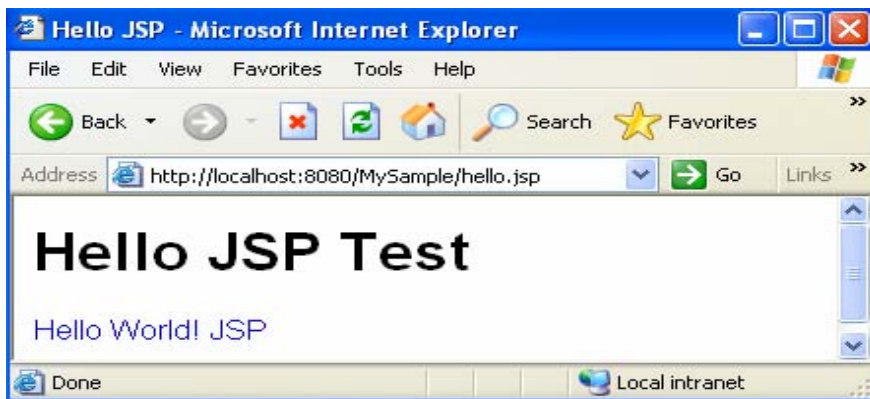 Hello JSP - Microsoft Internet Explorer
File Edit View Favorites Tools Help
Back Search Favorites »
Address http://localhost:8080/MySample/hello.jsp Go Links »
Hello JSP Test
Hello World! JSP
Done Local intranet